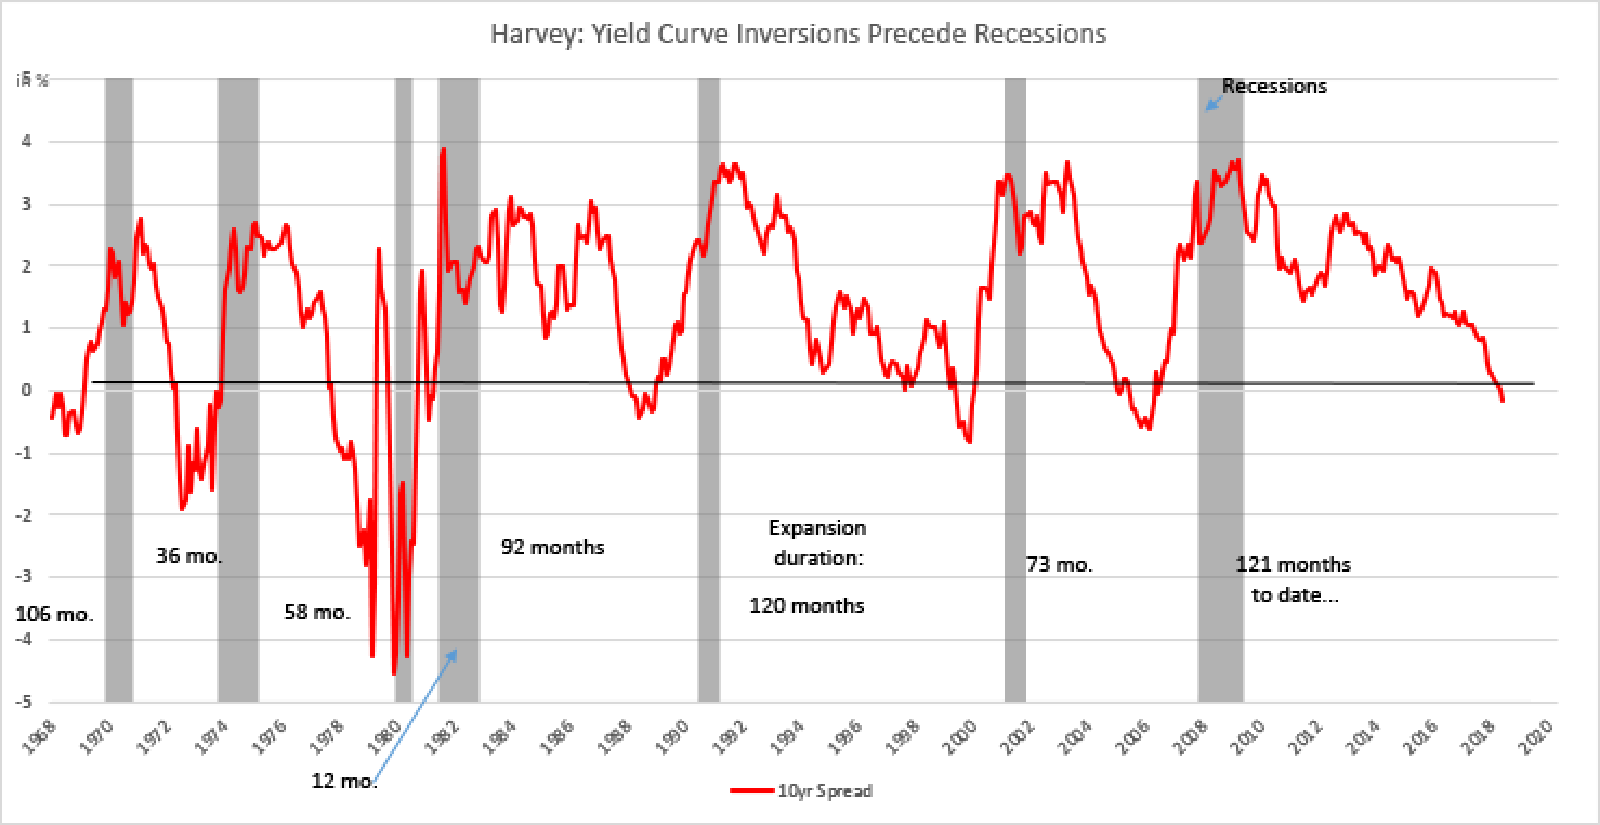 Harvey: Yield Curve Inversions Precede Recessions
in %
5
4
3
2
1
0
-1
-2
-3
-4
-5
Recessions
106 mo.
36 mo.
58 mo.
12 mo.
92 months
Expansion
duration:
120 months
73 mo.
121 months
to date...
1968
1970
1972
1974
1976
1978
1980
1982
1984
1986
1988
1990
1992
1994
1996
1998
2000
2002
2004
2006
2008
2010
2012
2014
2016
2018
2020
10yr Spread